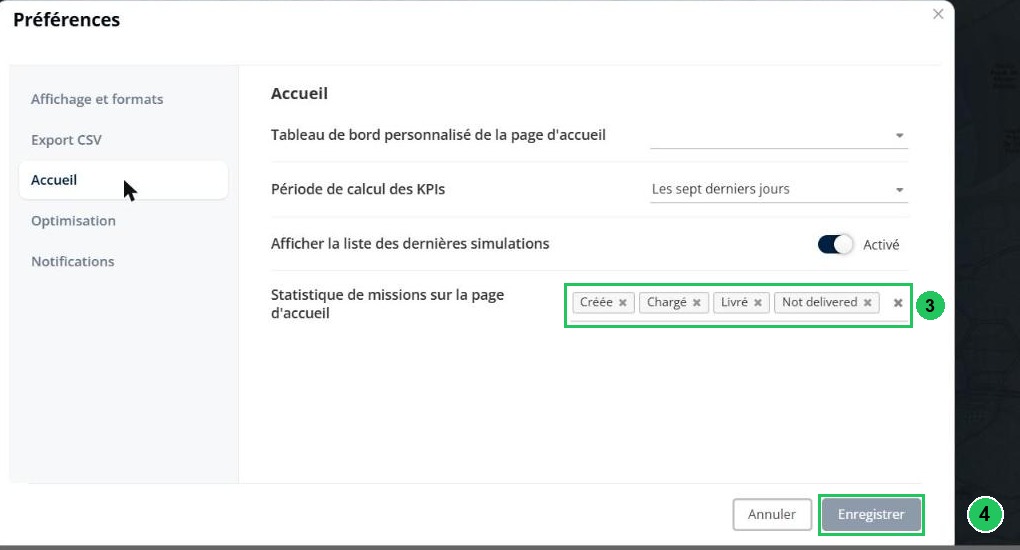 Préférences
Affichage et formats
Export CSV
Accueil
Optimisation
Notifications
Accueil
Tableau de bord personnalisé de la page d'accueil
Période de calcul des KPIs
Les sept derniers jours
Afficher la liste des dernières simulations
Activé
Statistique de missions sur la page
d'accueil
Créée × Chargé × Livré × Not delivered ×
3
Annuler
Enregistrer
4